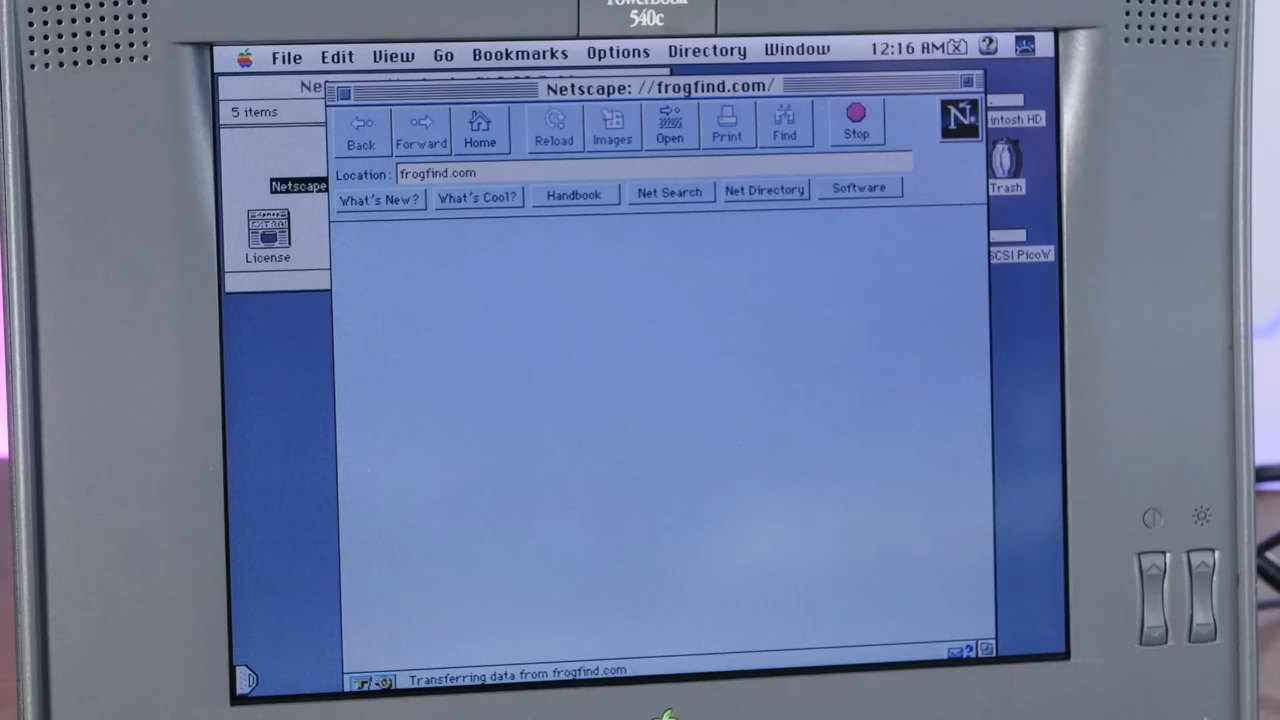 PowerBook
540c
File Edit View Go Bookmarks Options Directory Window 12:16 AM
Netscape: //frogfind.com/
5 items
Back Forward Home Reload Images Open Print Find Stop
N
Location: frogfind.com
What's New? What's Cool? Handbook Net Search Net Directory Software
Netscape
License
intosh HD
Trash
SCSI PicoW
Transferring data from frogfind.com